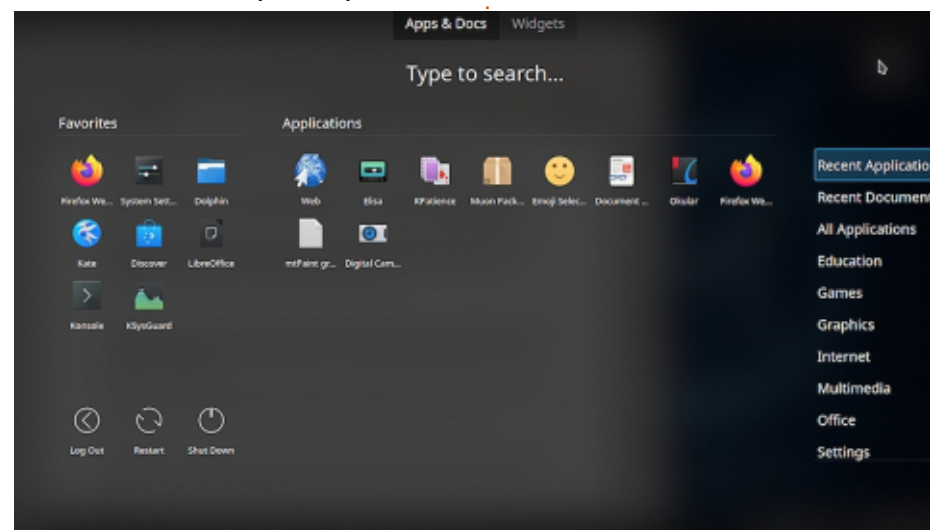 Apps & Docs Widgets
Type to search...
Favorites
Applications
Firefox We... System Sett... Dolphin
Web Elisa KPatience Muon Pack... Emoji Selec... Document ... Okular Firefox We...
Kate Discover LibreOffice
mtPaint gr... Digital Cam...
Konsole KSysGuard
Log Out Restart Shut Down
Recent Applicatio
Recent Document
All Applications
Education
Games
Graphics
Internet
Multimedia
Office
Settings